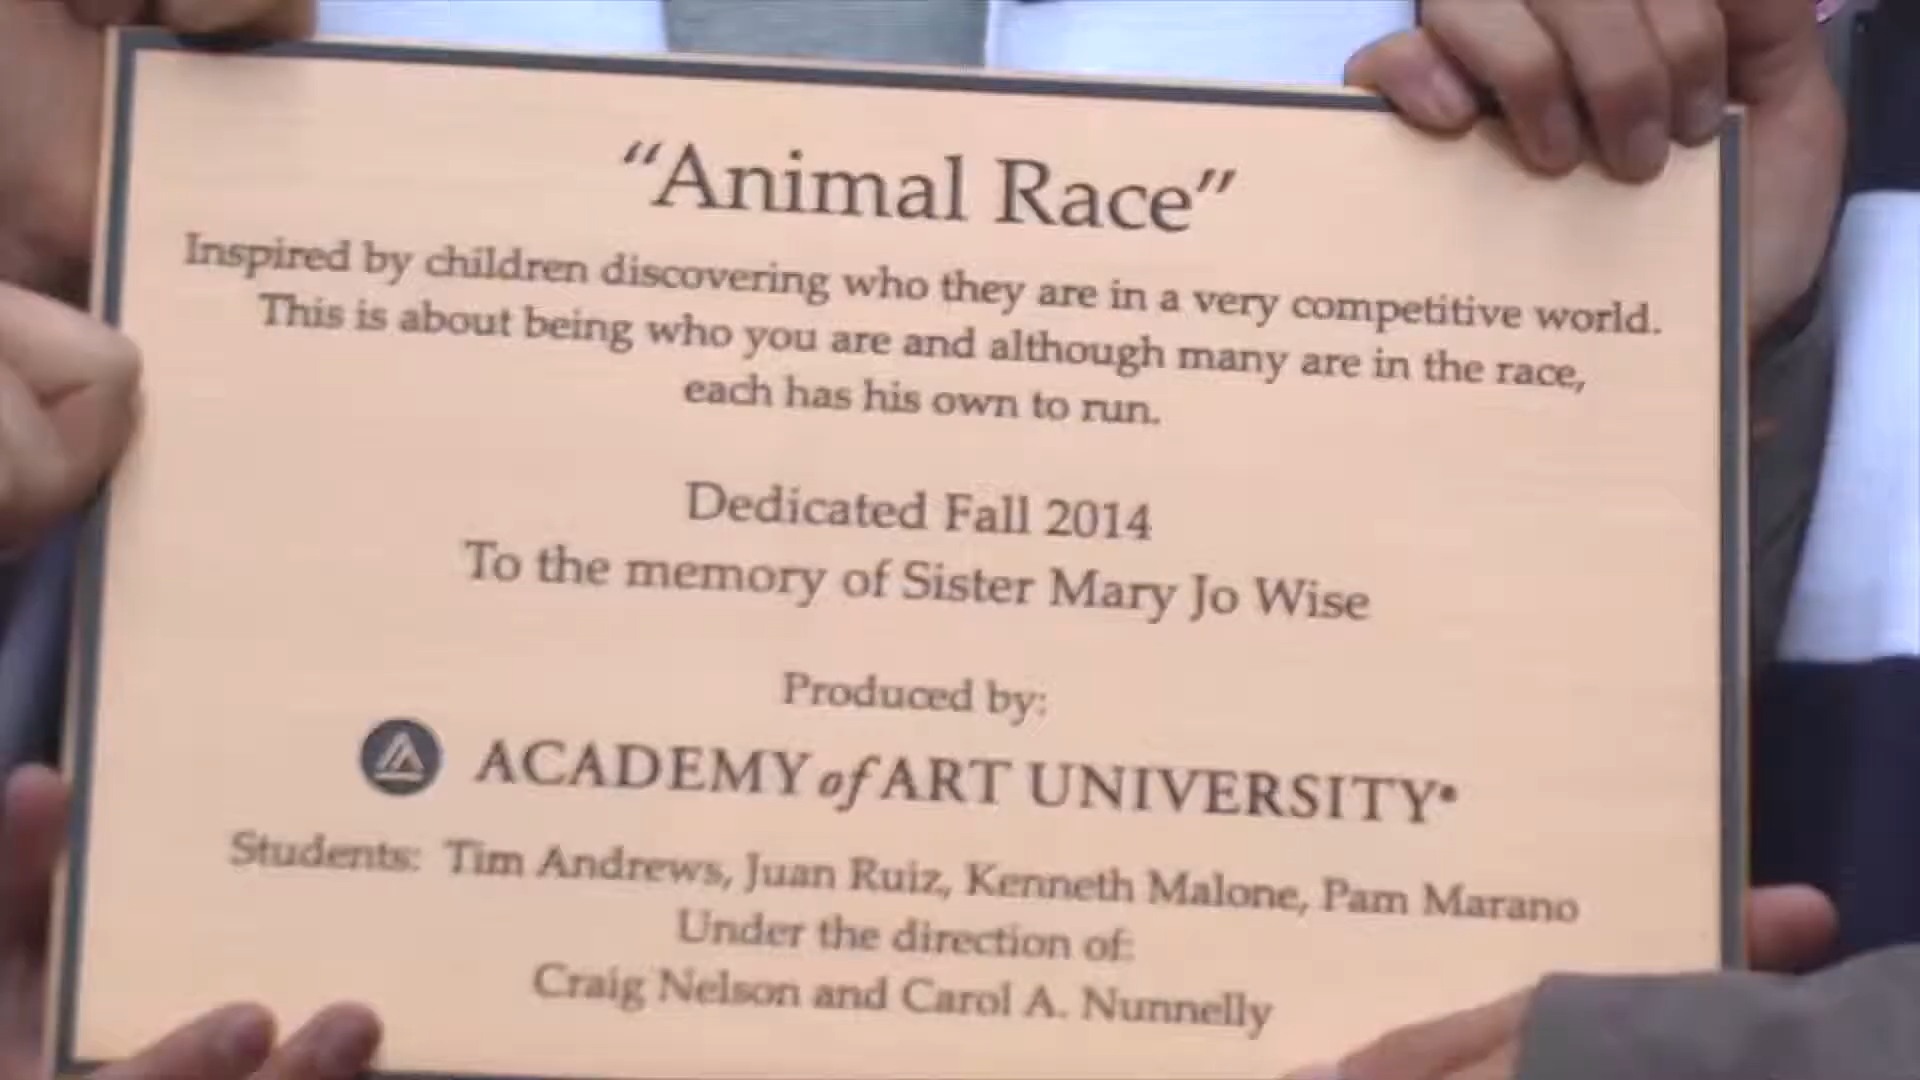 “Animal Race”
Inspired by children discovering who they are in a very competitive world.
This is about being who you are and although many are in the race,
each has his own to run.
Dedicated Fall 2014
To the memory of Sister Mary Jo Wise
Produced by:
ACADEMY of ART UNIVERSITY
Students: Tim Andrews, Juan Ruiz, Kenneth Malone, Pam Marano
Under the direction of:
Craig Nelson and Carol A. Nunnelly